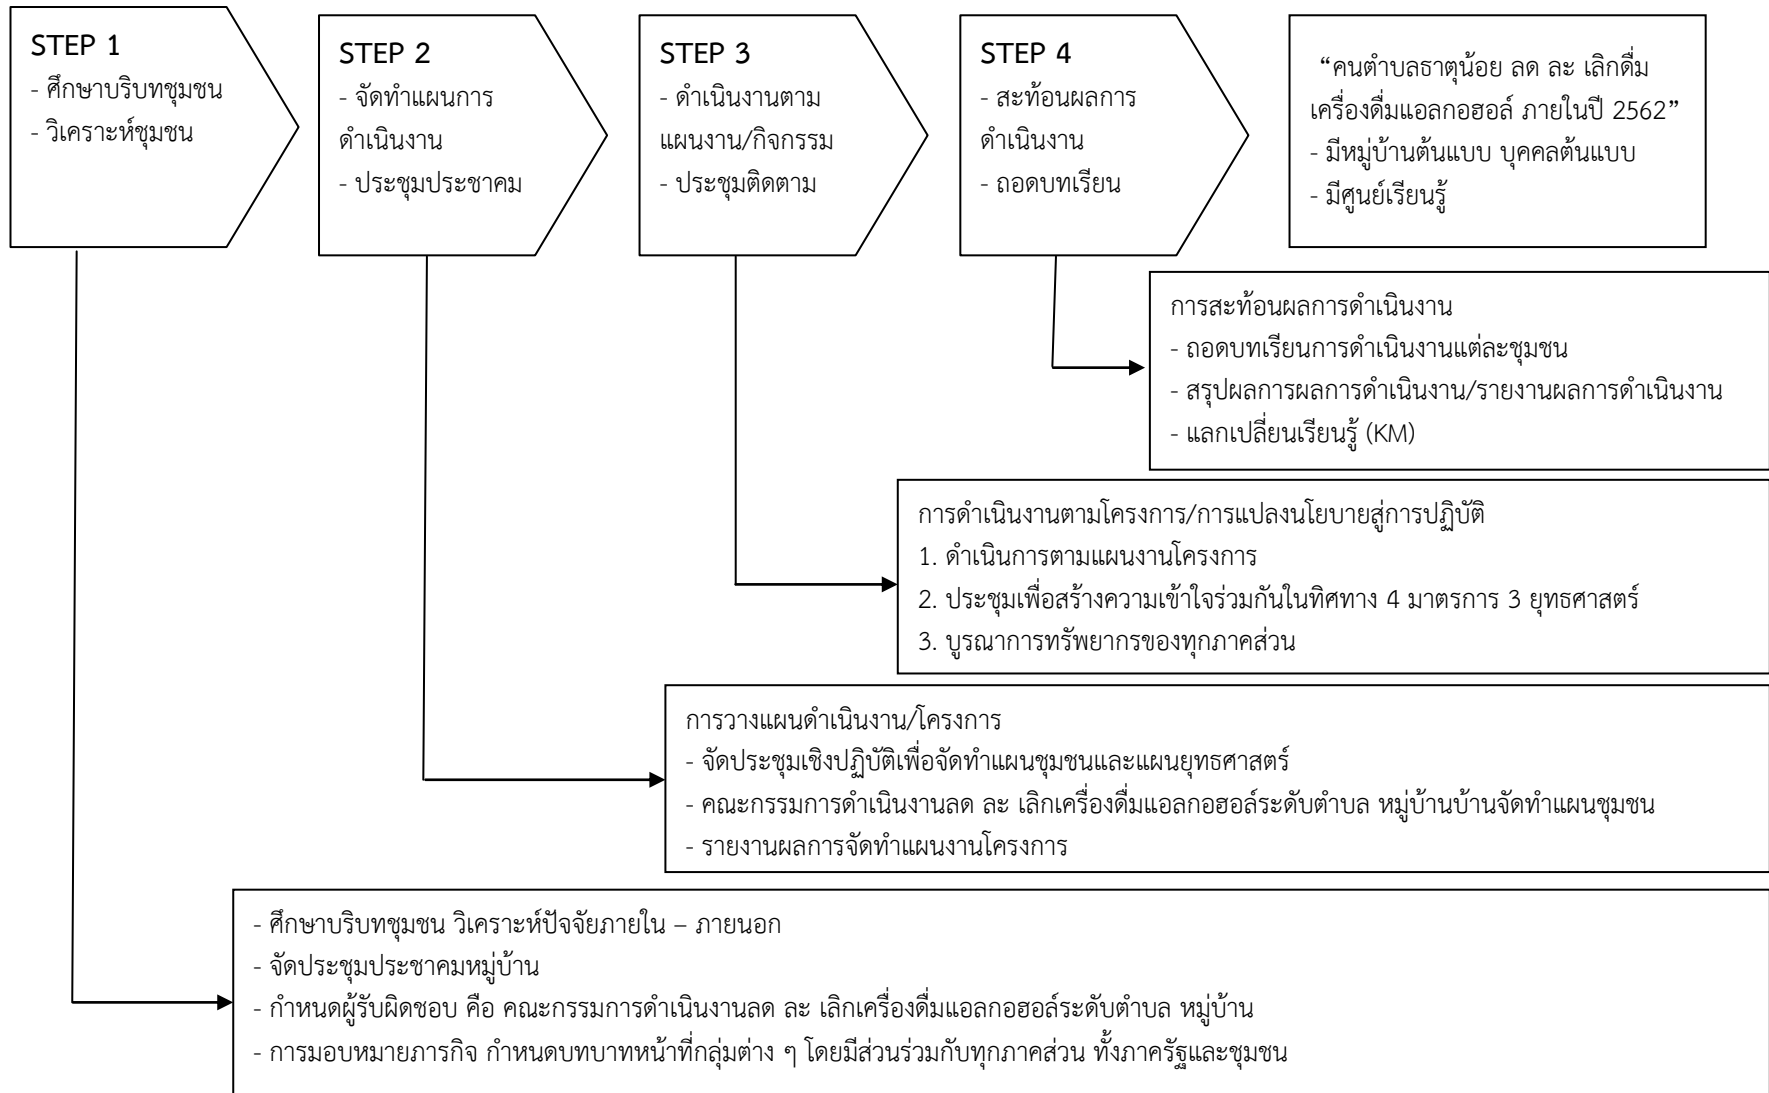 STEP 1
- ศึกษาบริบทชุมชน
- วิเคราะห์ชุมชน
STEP 2
- จัดทำแผนการ
ดำเนินงาน
- ประชุมประชาคม
STEP 3
- ดำเนินงานตาม
แผนงาน/กิจกรรม
- ประชุมติดตาม
STEP 4
- สะท้อนผลการ
ดำเนินงาน
- ถอดบทเรียน
“คนตำบลธาตุน้อย ลด ละ เลิกดื่ม
เครื่องดื่มแอลกอฮอล์ ภายในปี 2562”
- มีหมู่บ้านต้นแบบ บุคคลต้นแบบ
- มีศูนย์เรียนรู้
การสะท้อนผลการดำเนินงาน
- ถอดบทเรียนการดำเนินงานแต่ละชุมชน
- สรุปผลการผลการดำเนินงาน/รายงานผลการดำเนินงาน
- แลกเปลี่ยนเรียนรู้ (KM)
การดำเนินงานตามโครงการ/การแปลงนโยบายสู่การปฏิบัติ
1. ดำเนินการตามแผนงานโครงการ
2. ประชุมเพื่อสร้างความเข้าใจร่วมกันในทิศทาง 4 มาตรการ 3 ยุทธศาสตร์
3. บูรณาการทรัพยากรของทุกภาคส่วน
การวางแผนดำเนินงาน/โครงการ
- จัดประชุมเชิงปฏิบัติเพื่อจัดทำแผนชุมชนและแผนยุทธศาสตร์
- คณะกรรมการดำเนินงานลด ละ เลิกเครื่องดื่มแอลกอฮอล์ระดับตำบล หมู่บ้านบ้านจัดทำแผนชุมชน
- รายงานผลการจัดทำแผนงานโครงการ
- ศึกษาบริบทชุมชน วิเคราะห์ปัจจัยภายใน – ภายนอก
- จัดประชุมประชาคมหมู่บ้าน
- กำหนดผู้รับผิดชอบ คือ คณะกรรมการดำเนินงานลด ละ เลิกเครื่องดื่มแอลกอฮอล์ระดับตำบล หมู่บ้าน
- การมอบหมายภารกิจ กำหนดบทบาทหน้าที่กลุ่มต่าง ๆ โดยมีส่วนร่วมกับทุกภาคส่วน ทั้งภาครัฐและชุมชน